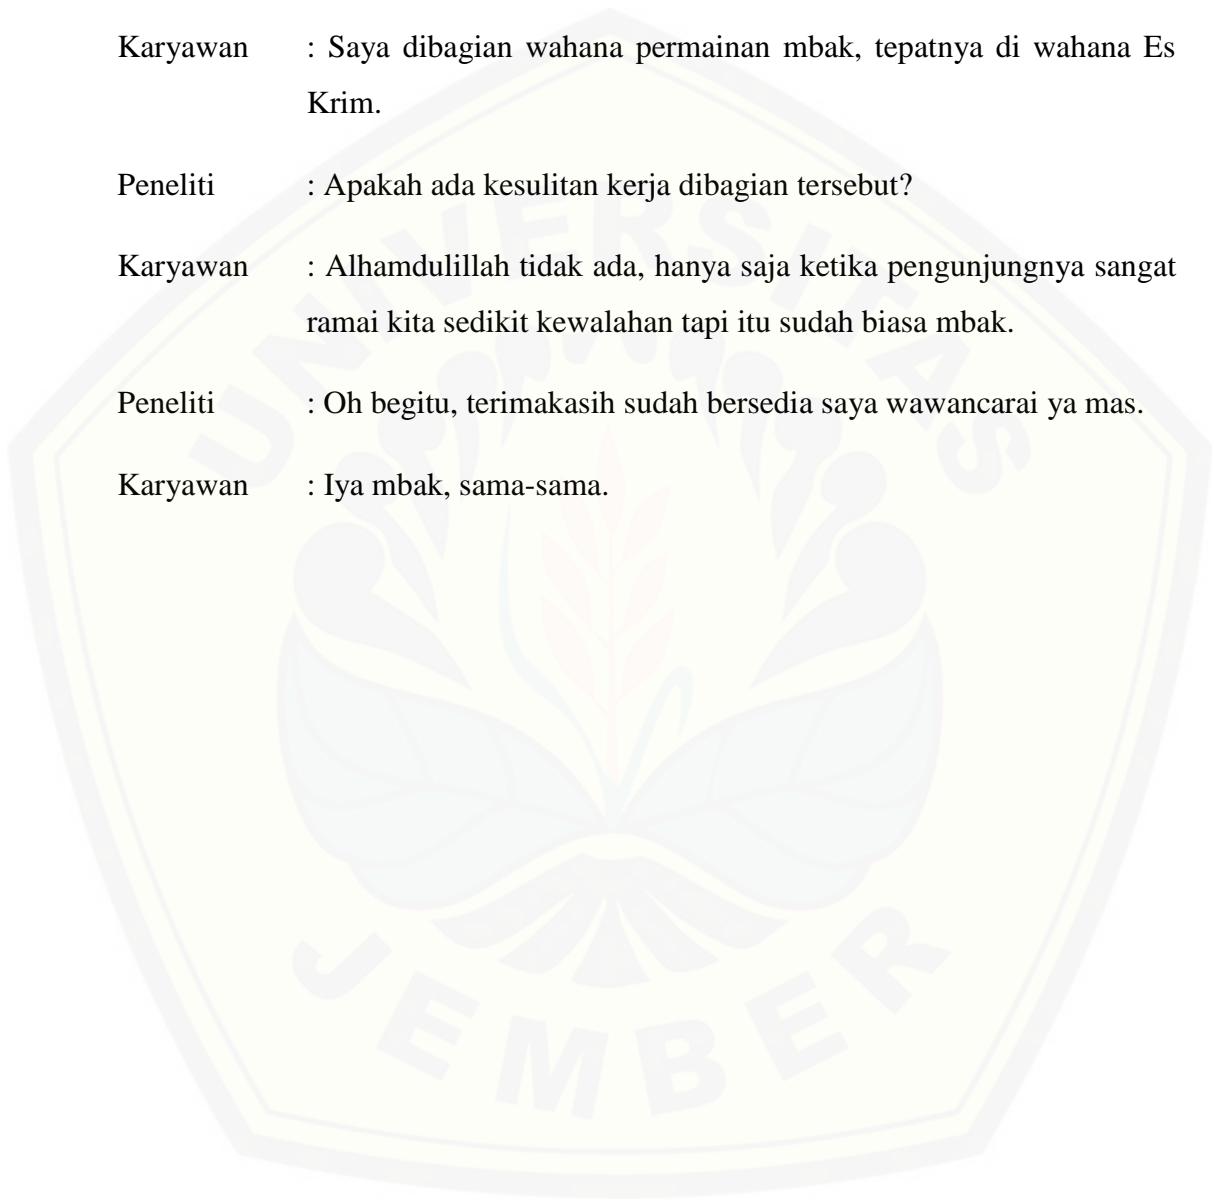 Karyawan : Saya dibagian wahana permainan mbak, tepatnya di wahana Es
Krim.
Peneliti : Apakah ada kesulitan kerja dibagian tersebut?
Karyawan : Alhamdulillah tidak ada, hanya saja ketika pengunjungnya sangat
ramai kita sedikit kewalahan tapi itu sudah biasa mbak.
Peneliti : Oh begitu, terimakasih sudah bersedia saya wawancarai ya mas.
Karyawan : Iya mbak, sama-sama.
UNIVERSITAS
JEMBER